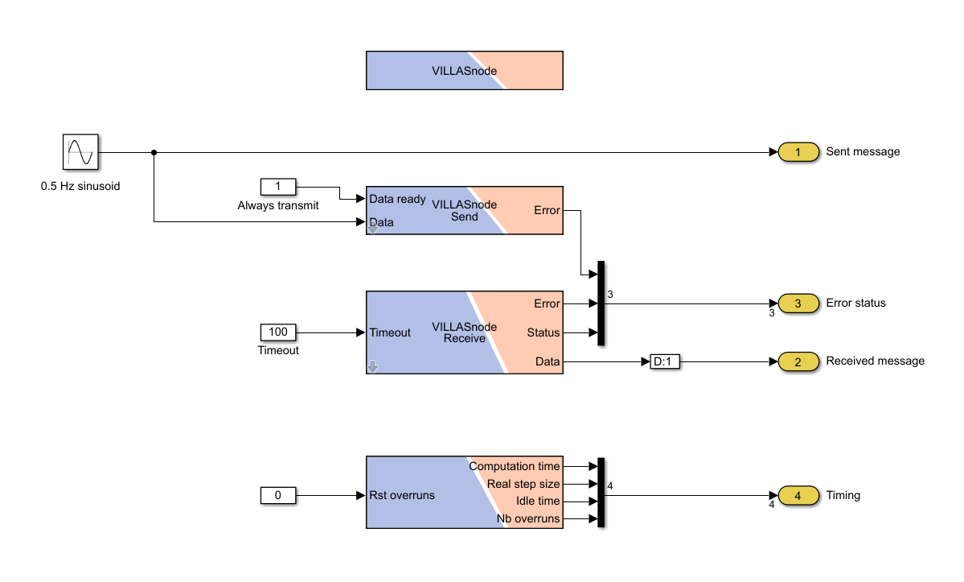 VILLASnode
1
Sent message
0.5 Hz sinusoid
1
Always transmit
Data ready
Data
VILLASnode
Send
Error
3
3
3
Error status
100
Timeout
Timeout
VILLASnode
Receive
Error
Status
Data
D:1
2
Received message
0
Rst overruns
Computation time
Real step size
Idle time
Nb overruns
4
4
4
Timing